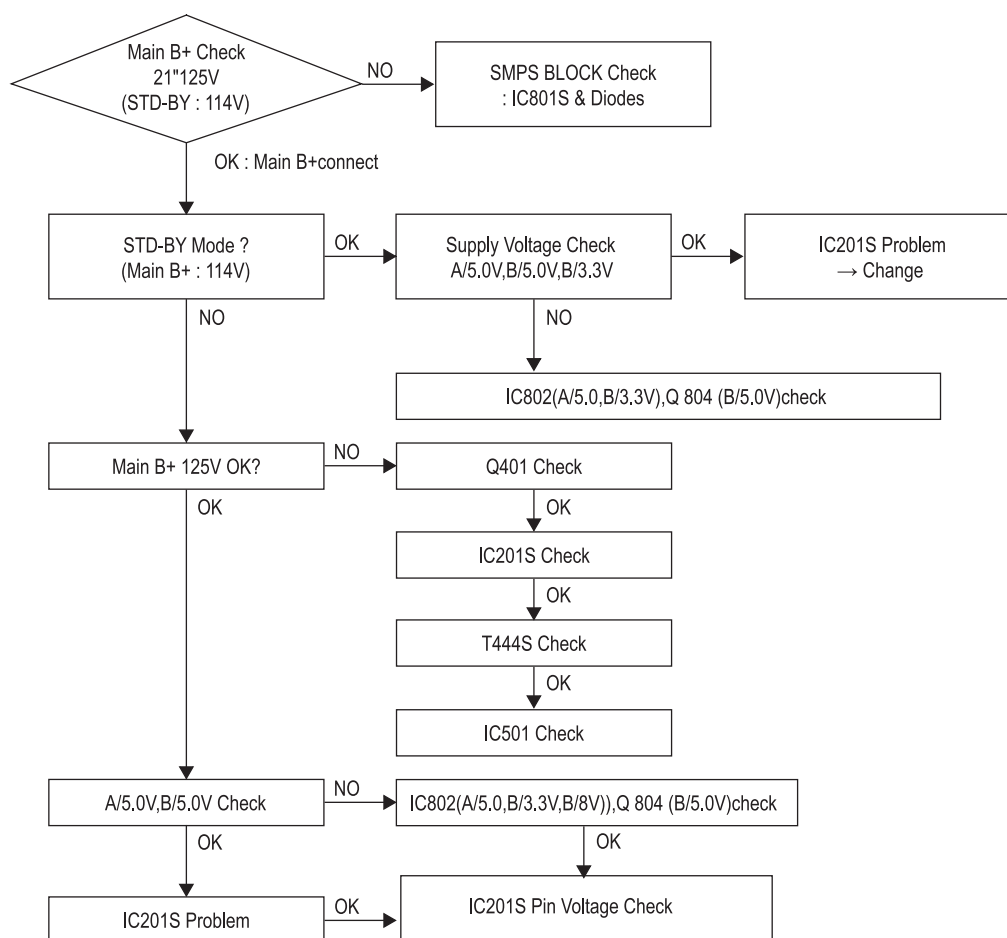 Main B+ Check
21"125V
(STD-BY : 114V)
NO
SMPS BLOCK Check
: IC801S & Diodes
OK : Main B+connect
STD-BY Mode ?
(Main B+ : 114V)
OK
Supply Voltage Check
A/5.0V,B/5.0V,B/3.3V
OK
IC201S Problem
→ Change
NO
NO
IC802(A/5.0,B/3.3V),Q 804 (B/5.0V)check
Main B+ 125V OK?
NO
Q401 Check
OK
OK
IC201S Check
OK
T444S Check
OK
IC501 Check
A/5.0V,B/5.0V Check
NO
IC802(A/5.0,B/3.3V,B/8V)),Q 804 (B/5.0V)check
OK
OK
IC201S Problem
OK
IC201S Pin Voltage Check